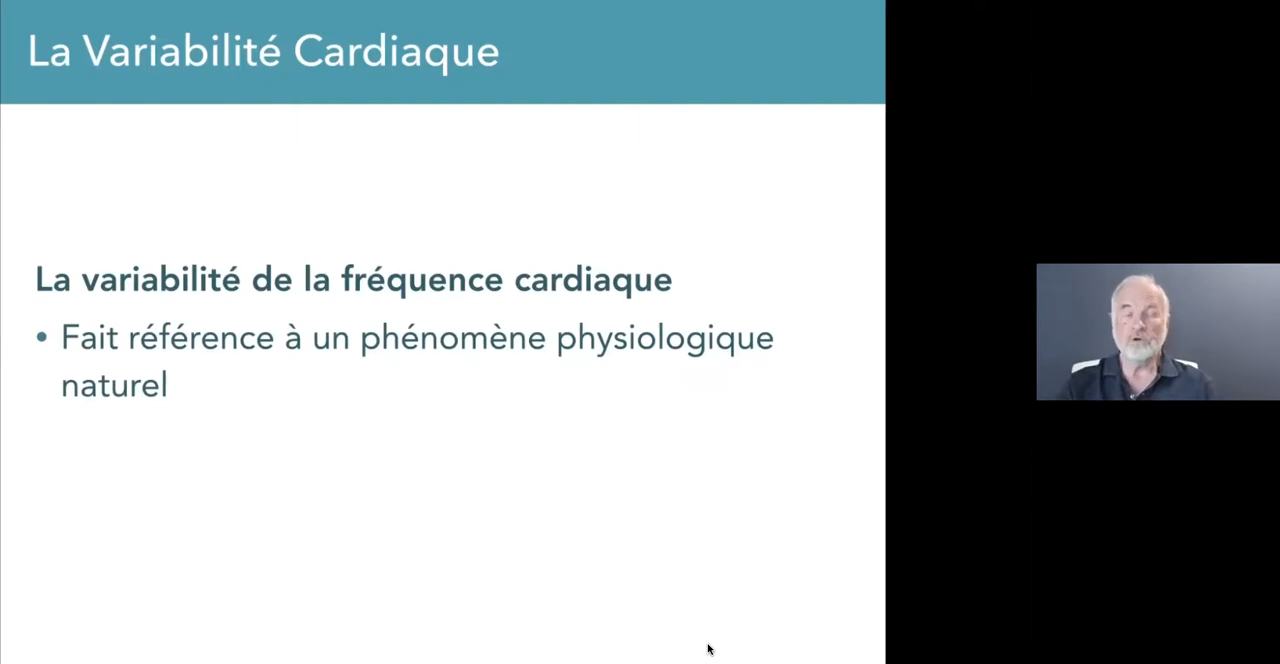 La Variabilité Cardiaque
La variabilité de la fréquence cardiaque
• Fait référence à un phénomène physiologique
naturel